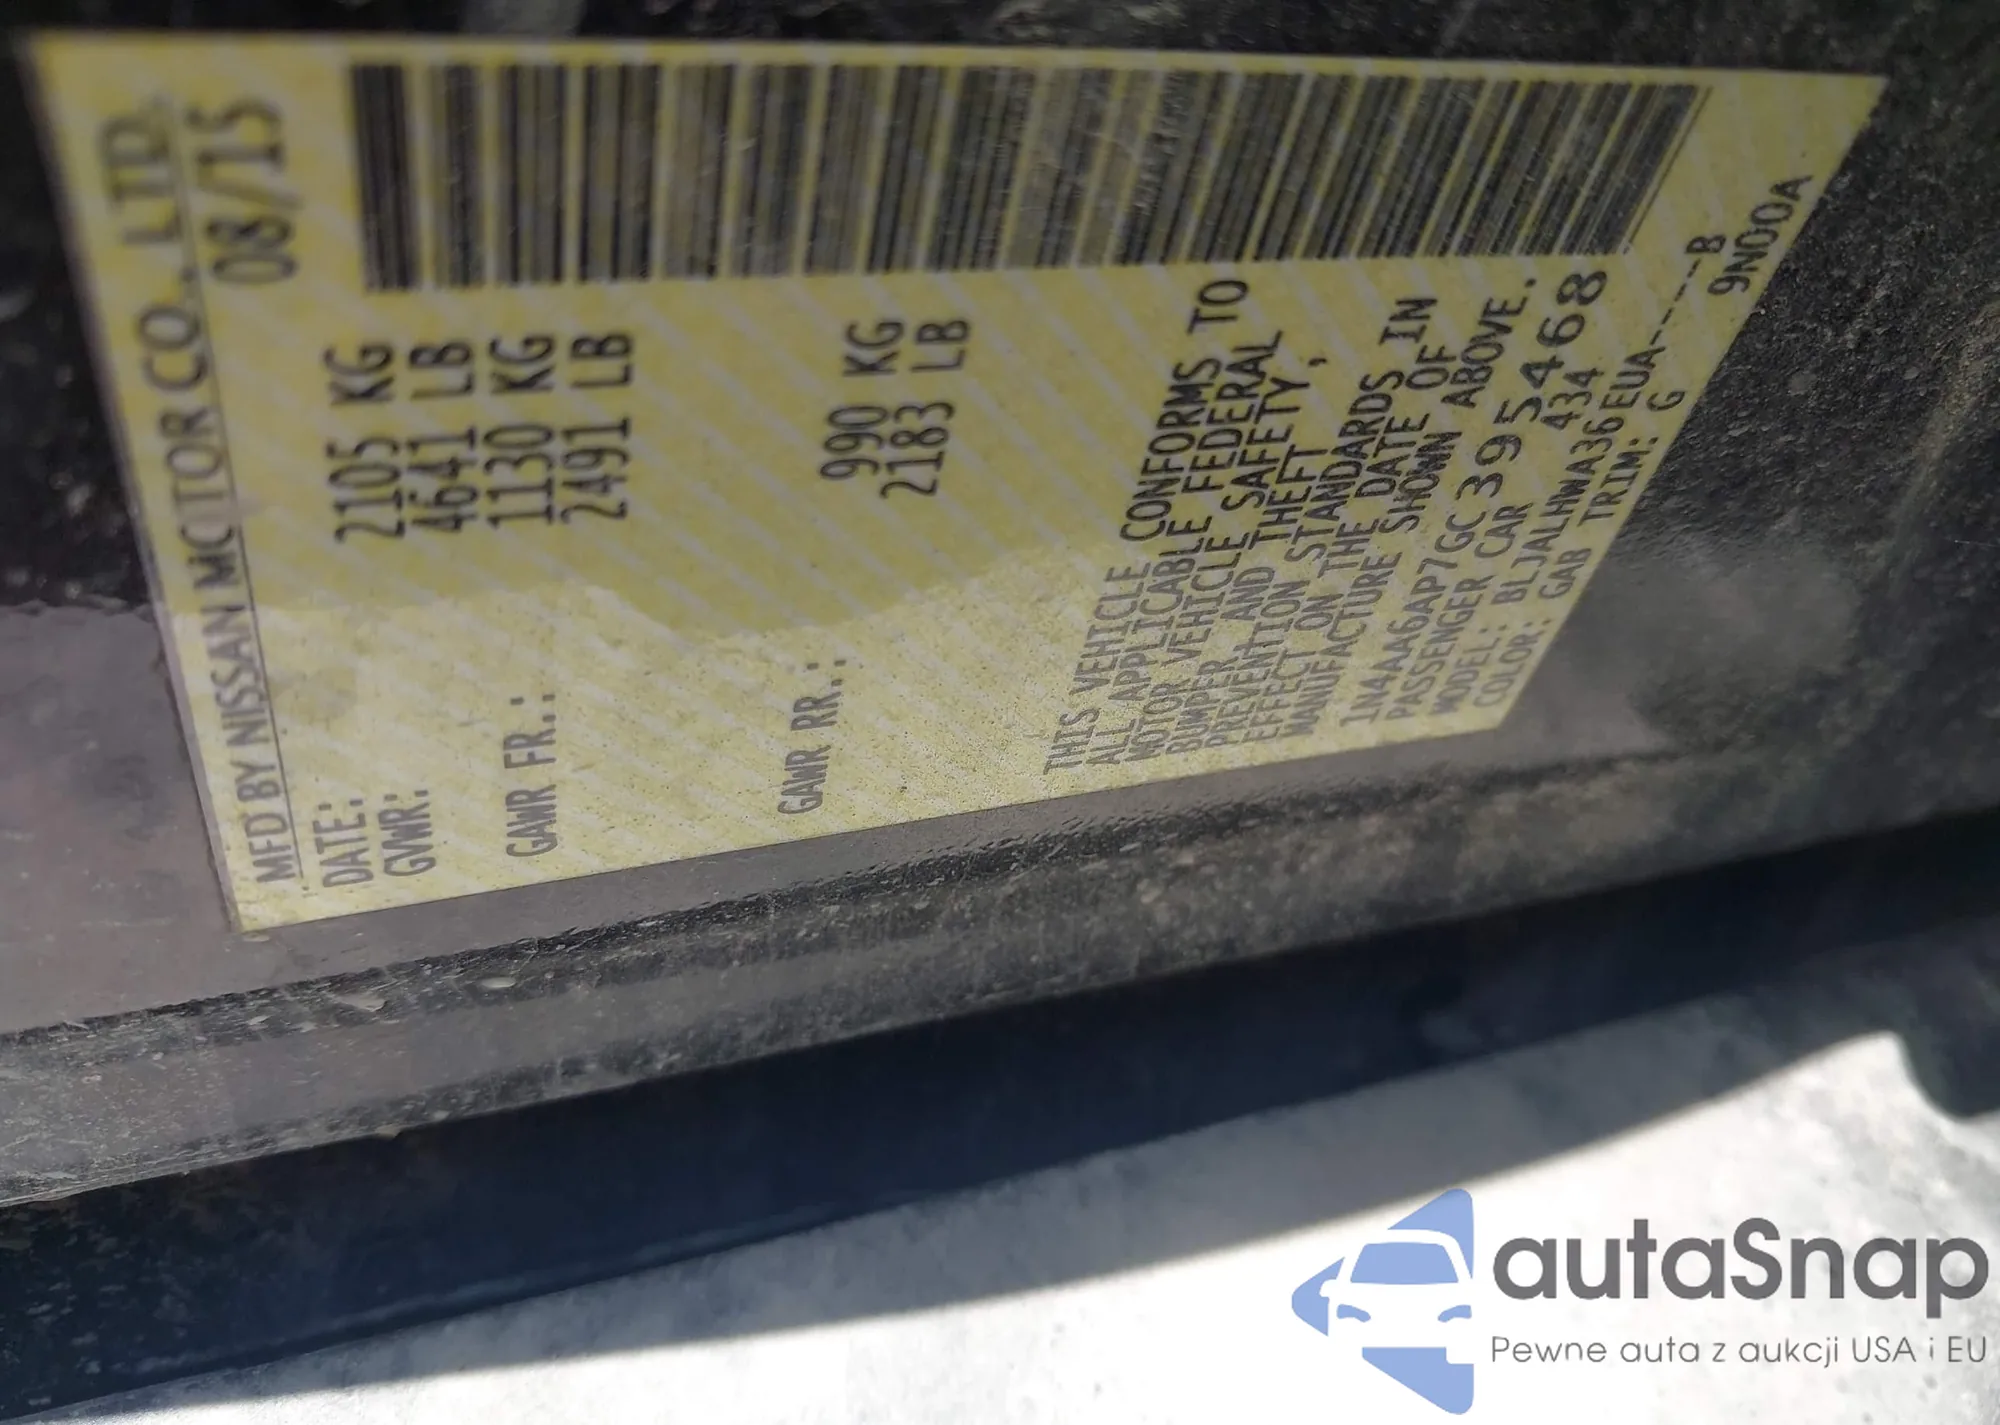 MFD BY NISSAN MOTOR CO., LTD.
DATE: 08/15
GVWR: 2105 KG
4641 LB
GAWR FR.: 1130 KG
2491 LB
GAWR RR.: 990 KG
2183 LB
THIS VEHICLE CONFORMS TO
ALL APPLICABLE FEDERAL
MOTOR VEHICLE SAFETY,
BUMPER AND THEFT
PREVENTION STANDARDS IN
EFFECT ON THE DATE OF
MANUFACTURE SHOWN ABOVE.
1N4AA6AP7GC395468
PASSENGER CAR 434
MODEL: BLJALHWA36EUA-----B
COLOR: GAB TRIM: G 9N00A
autaSnap
Pewne auta z aukcji USA i EU